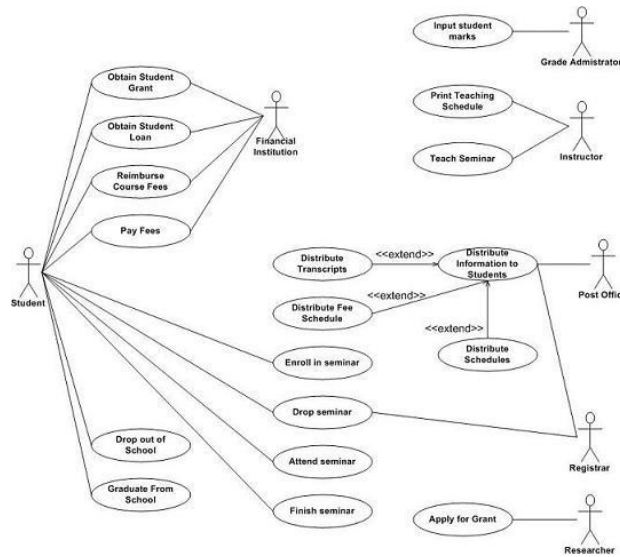 Input student
marks
Grade Admistrator
Obtain Student
Grant
Print Teaching
Schedule
Financial
Institution
Obtain Student
Loan
Teach Seminar
Instructor
Reimburse
Course Fees
Pay Fees
Student
Distribute
Transcripts
<<extend>>
Distribute
Information to
Students
Post Offic
Distribute Fee
Schedule
<<extend>>
<<extend>>
Distribute
Schedules
Enroll in seminar
Drop seminar
Registrar
Drop out of
School
Attend seminar
Graduate From
School
Finish seminar
Apply for Grant
Researcher